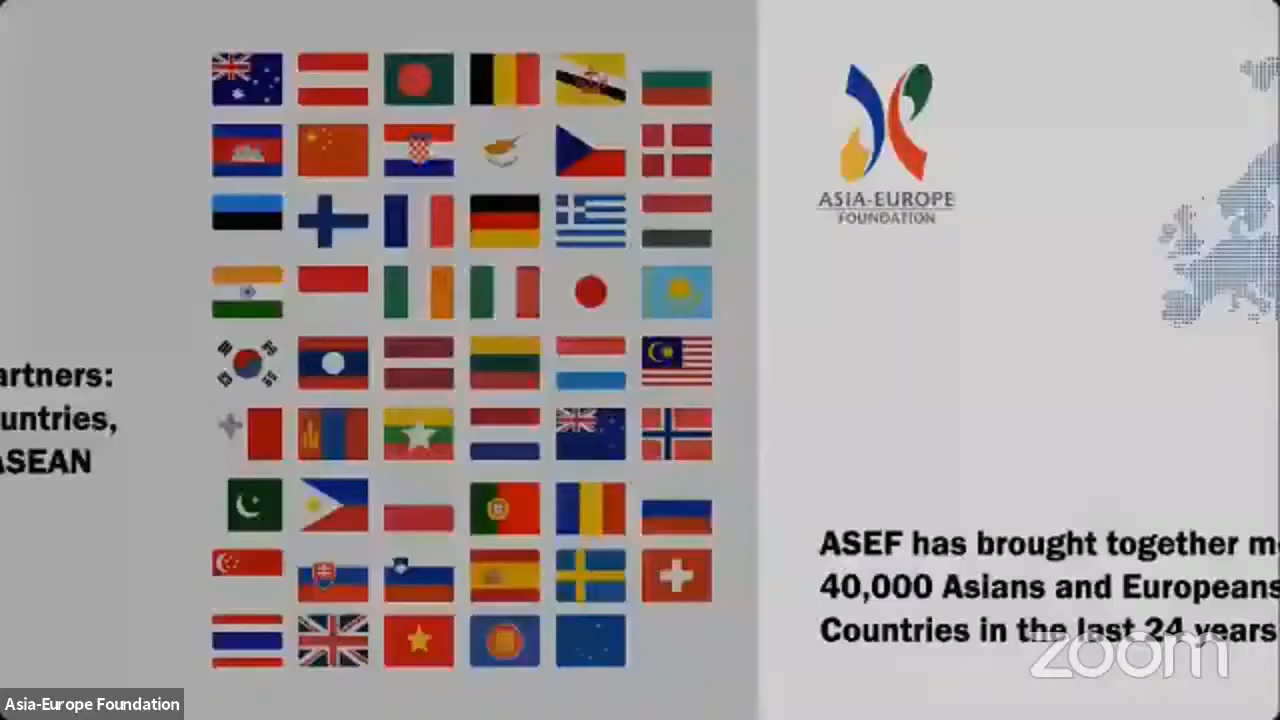 artners:
untries,
ASEAN
ASIA-EUROPE
FOUNDATION
ASEF has brought together m
40,000 Asians and Europeans
Countries in the last 24 years
zoom
Asia-Europe Foundation